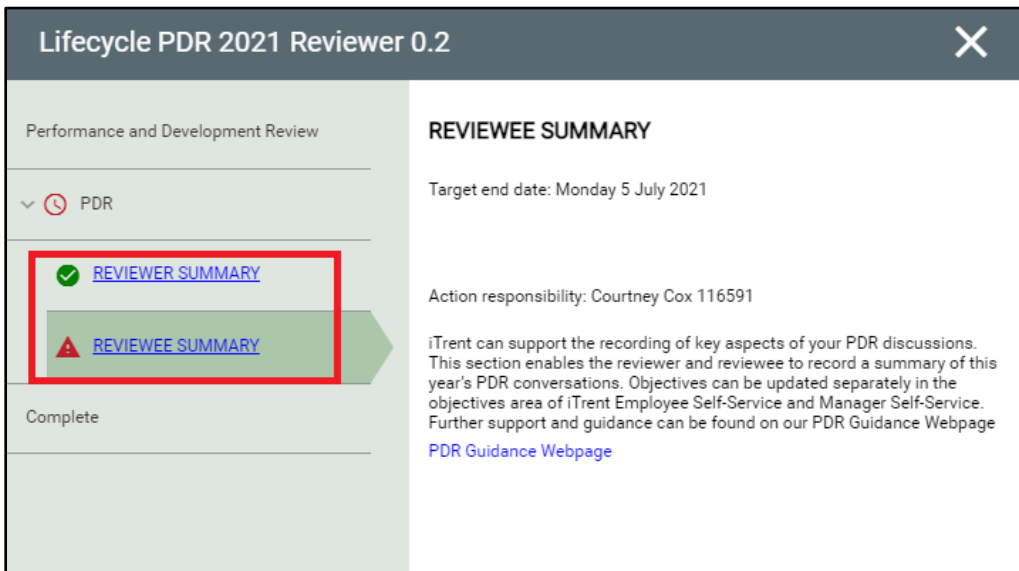 Lifecycle PDR 2021 Reviewer 0.2
Performance and Development Review
PDR
REVIEWER SUMMARY
REVIEWEE SUMMARY
Complete
REVIEWEE SUMMARY
Target end date: Monday 5 July 2021
Action responsibility: Courtney Cox 116591
iTrent can support the recording of key aspects of your PDR discussions.
This section enables the reviewer and reviewee to record a summary of this
year's PDR conversations. Objectives can be updated separately in the
objectives area of iTrent Employee Self-Service and Manager Self-Service.
Further support and guidance can be found on our PDR Guidance Webpage
PDR Guidance Webpage